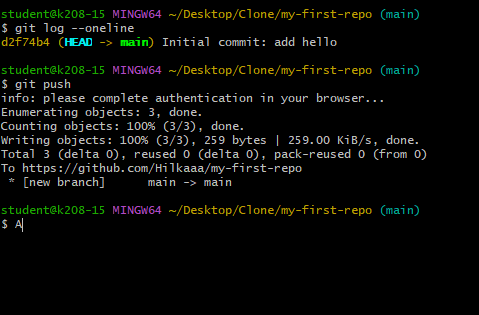 student@k208-15 MINGW64 ~/Desktop/Clone/my-first-repo (main)
$ git log --oneline
d2f74b4 (HEAD -> main) Initial commit: add hello
student@k208-15 MINGW64 ~/Desktop/Clone/my-first-repo (main)
$ git push
info: please complete authentication in your browser...
Enumerating objects: 3, done.
Counting objects: 100% (3/3), done.
Writing objects: 100% (3/3), 259 bytes | 259.00 KiB/s, done.
Total 3 (delta 0), reused 0 (delta 0), pack-reused 0 (from 0)
To https://github.com/Hilkaaa/my-first-repo
 * [new branch]      main -> main
student@k208-15 MINGW64 ~/Desktop/Clone/my-first-repo (main)
$ A